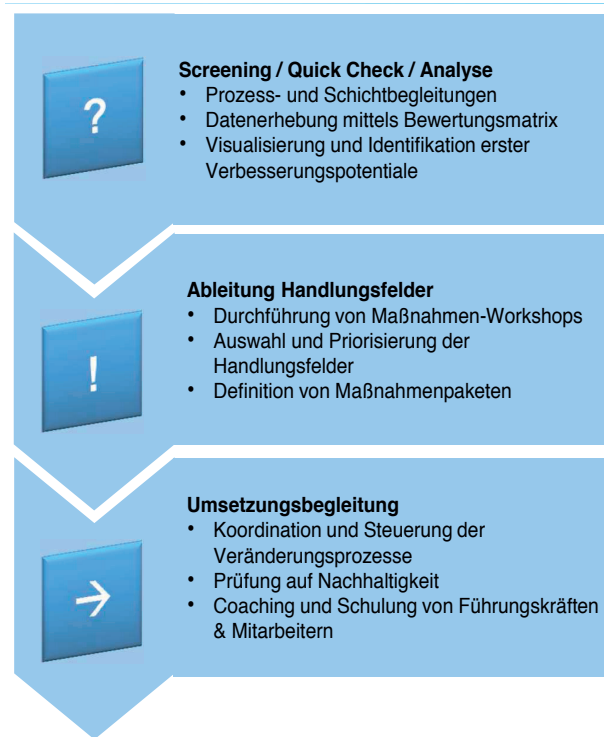 ?
Screening / Quick Check / Analyse
• Prozess- und Schichtbegleitungen
• Datenerhebung mittels Bewertungsmatrix
• Visualisierung und Identifikation erster
Verbesserungspotentiale
!
Ableitung Handlungsfelder
• Durchführung von Maßnahmen-Workshops
• Auswahl und Priorisierung der
Handlungsfelder
• Definition von Maßnahmenpaketen
→
Umsetzungsbegleitung
• Koordination und Steuerung der
Veränderungsprozesse
• Prüfung auf Nachhaltigkeit
• Coaching und Schulung von Führungskräften
& Mitarbeitern